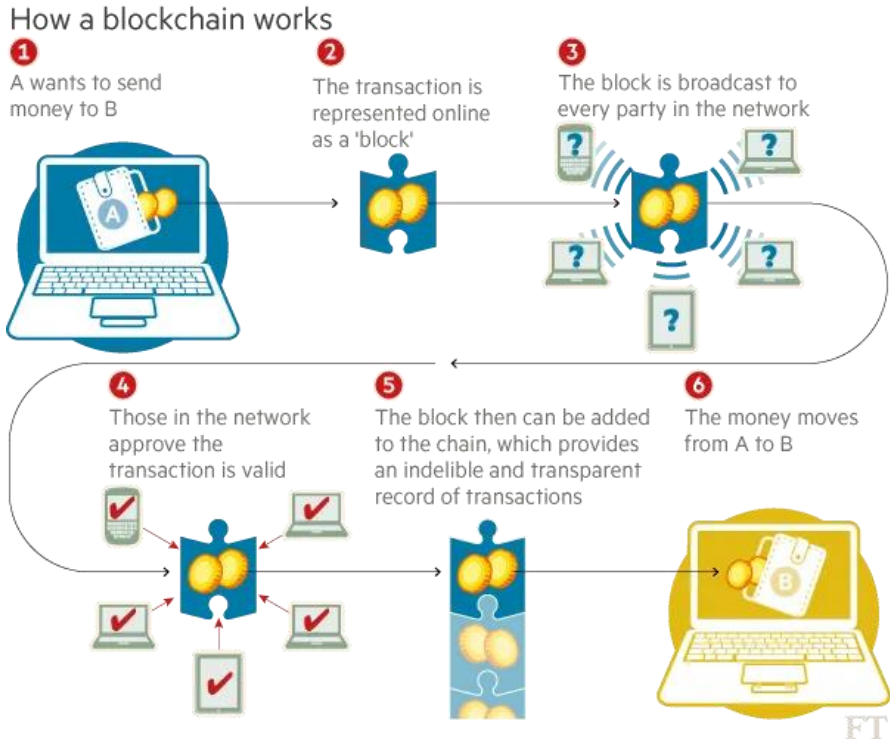 How a blockchain works
1
A wants to send
money to B
A
2
The transaction is
represented online
as a 'block'
3
The block is broadcast to
every party in the network
?
?
?
?
?
4
Those in the network
approve the
transaction is valid
5
The block then can be added
to the chain, which provides
an indelible and transparent
record of transactions
6
The money moves
from A to B
B
FT